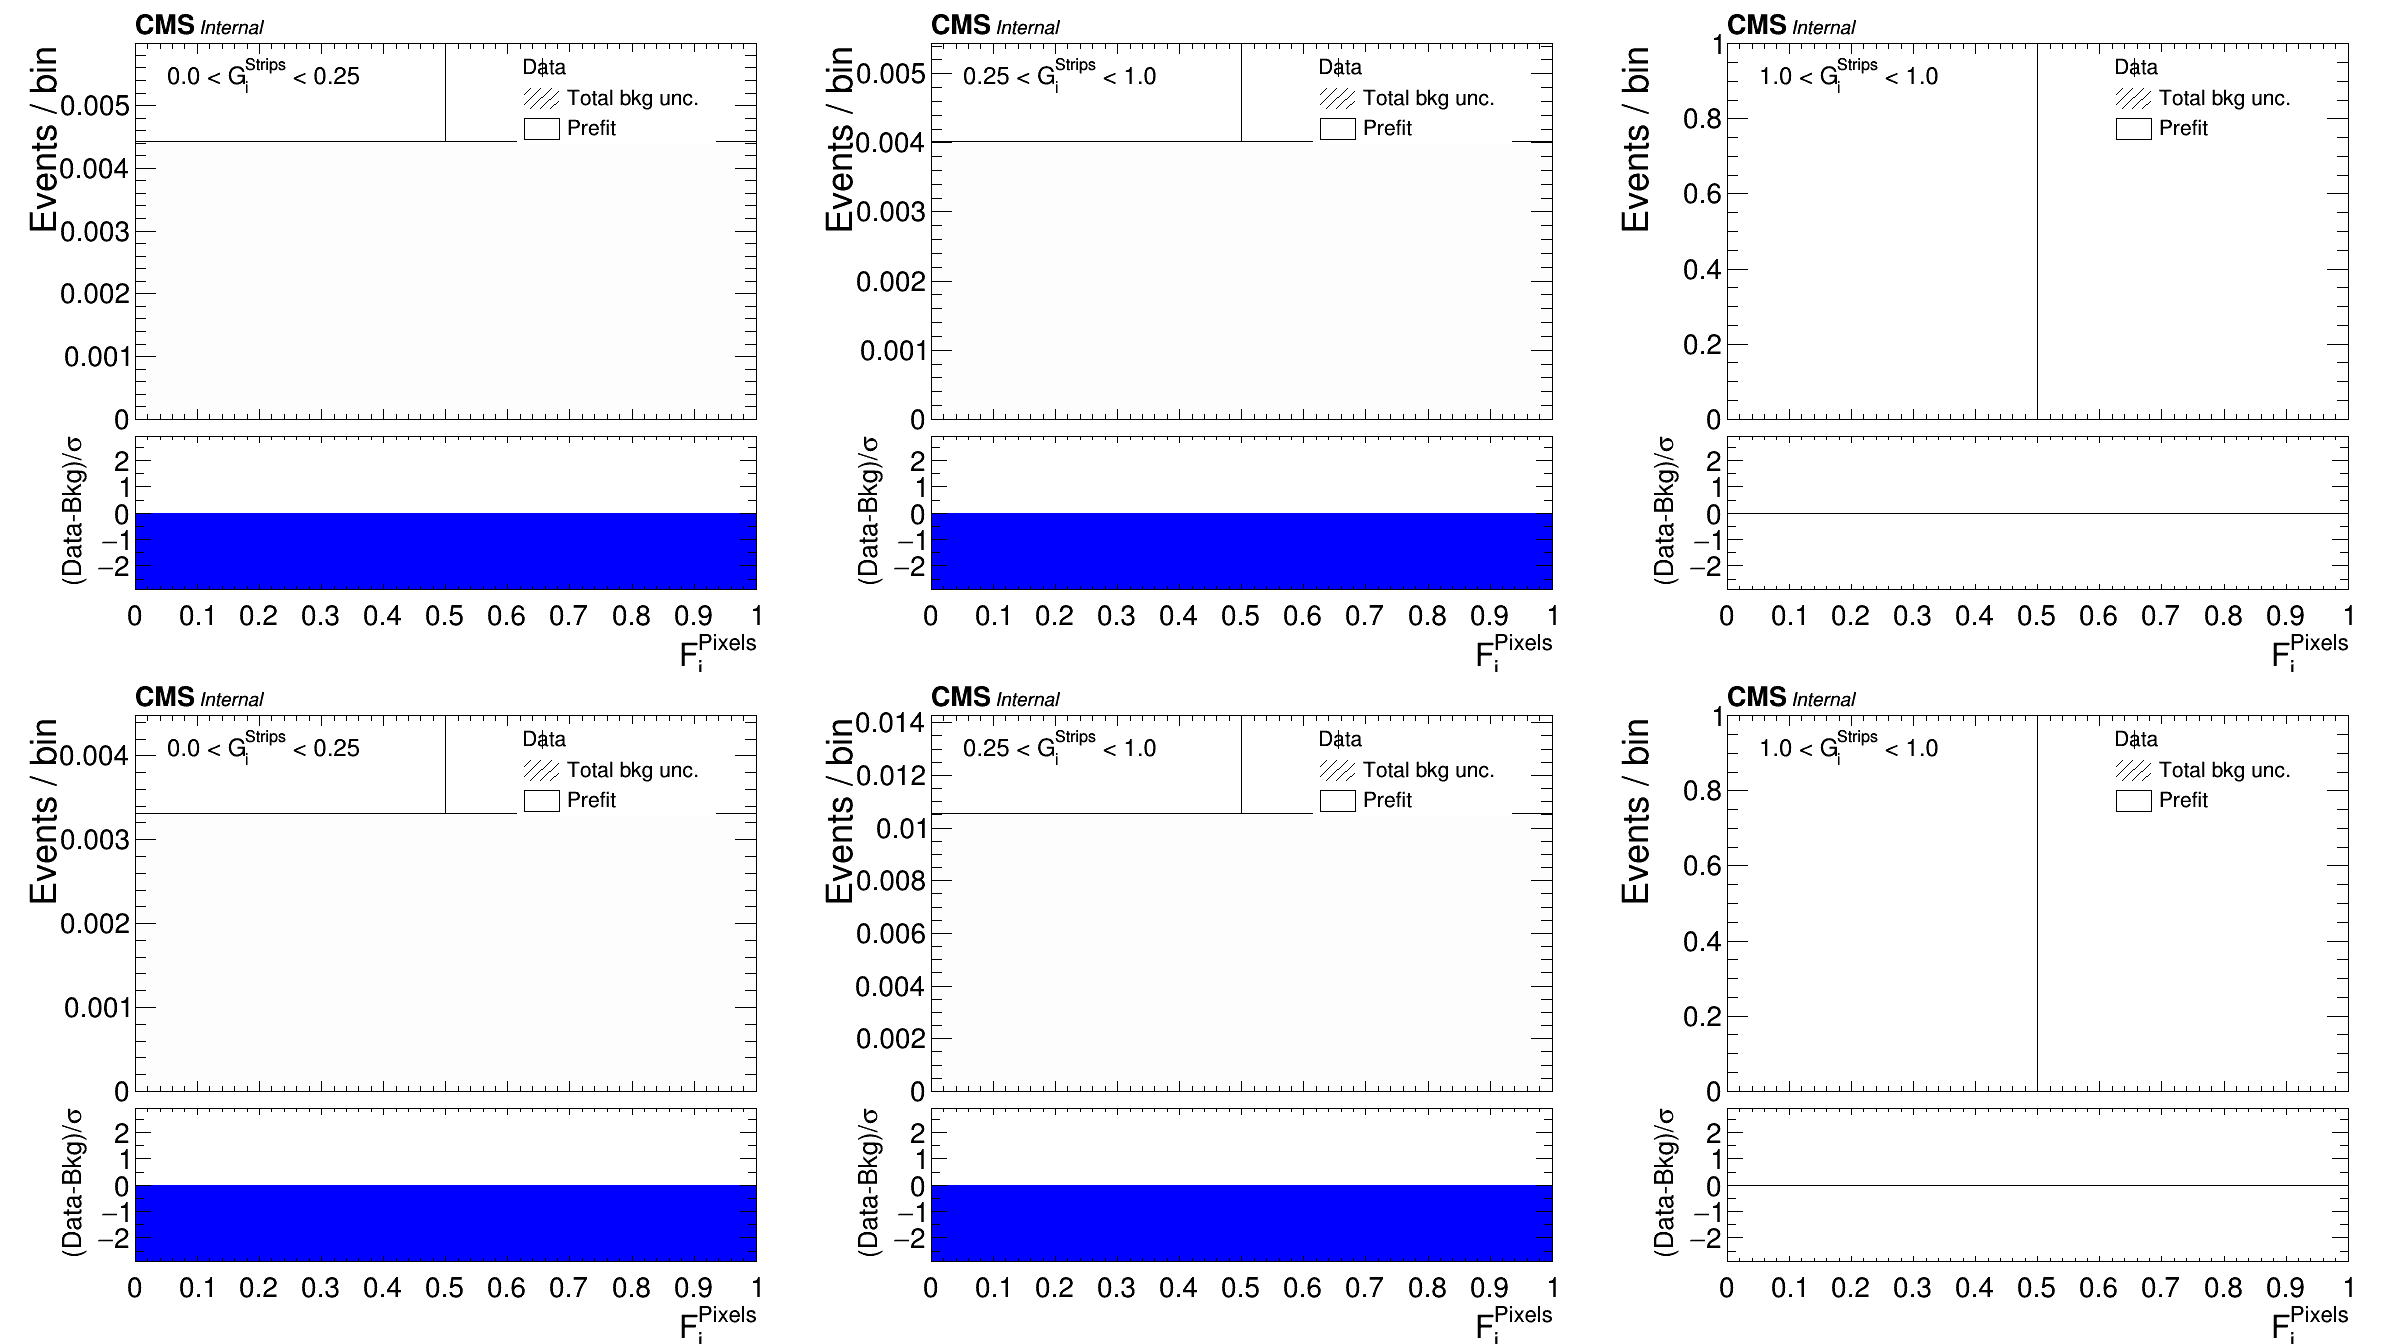 CMS Internal
Events / bin
0.0 < G_i^Strips < 0.25
Data
Total bkg unc.
Prefit
0.005
0.004
0.003
0.002
0.001
0
(Data-Bkg)/σ
2
1
0
−1
−2
0 0.1 0.2 0.3 0.4 0.5 0.6 0.7 0.8 0.9 1
F_i^Pixels
CMS Internal
Events / bin
0.25 < G_i^Strips < 1.0
Data
Total bkg unc.
Prefit
0.005
0.004
0.003
0.002
0.001
0
(Data-Bkg)/σ
2
1
0
−1
−2
0 0.1 0.2 0.3 0.4 0.5 0.6 0.7 0.8 0.9 1
F_i^Pixels
CMS Internal
Events / bin
1.0 < G_i^Strips < 1.0
Data
Total bkg unc.
Prefit
1
0.8
0.6
0.4
0.2
0
(Data-Bkg)/σ
2
1
0
−1
−2
0 0.1 0.2 0.3 0.4 0.5 0.6 0.7 0.8 0.9 1
F_i^Pixels
CMS Internal
Events / bin
0.0 < G_i^Strips < 0.25
Data
Total bkg unc.
Prefit
0.004
0.003
0.002
0.001
0
(Data-Bkg)/σ
2
1
0
−1
−2
0 0.1 0.2 0.3 0.4 0.5 0.6 0.7 0.8 0.9 1
F_i^Pixels
CMS Internal
Events / bin
0.25 < G_i^Strips < 1.0
Data
Total bkg unc.
Prefit
0.014
0.012
0.01
0.008
0.006
0.004
0.002
0
(Data-Bkg)/σ
2
1
0
−1
−2
0 0.1 0.2 0.3 0.4 0.5 0.6 0.7 0.8 0.9 1
F_i^Pixels
CMS Internal
Events / bin
1.0 < G_i^Strips < 1.0
Data
Total bkg unc.
Prefit
1
0.8
0.6
0.4
0.2
0
(Data-Bkg)/σ
2
1
0
−1
−2
0 0.1 0.2 0.3 0.4 0.5 0.6 0.7 0.8 0.9 1
F_i^Pixels